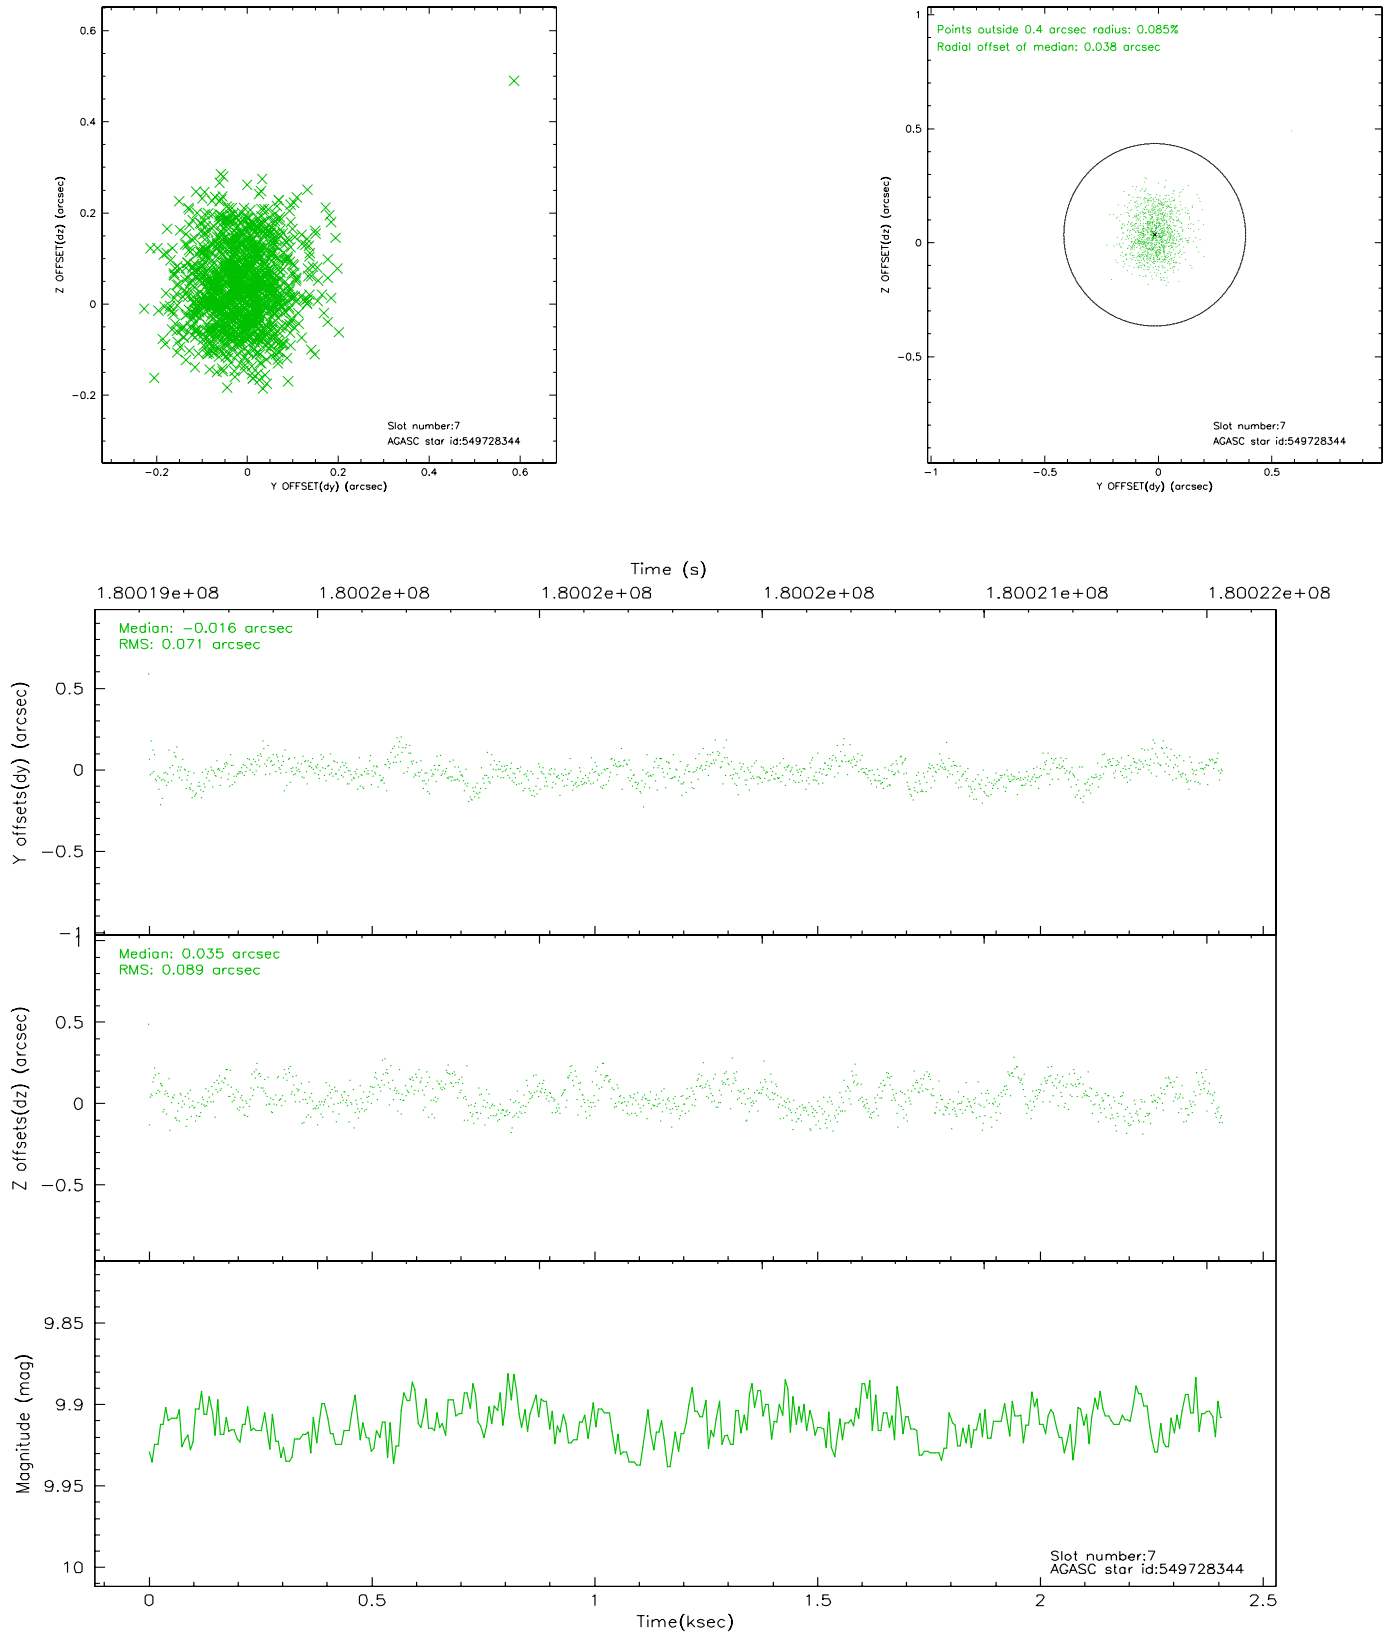 0.6
0.4
0.2
0
−0.2
Z OFFSET(dz) (arcsec)
Slot number:7
AGASC star id:549728344
−0.2 0 0.2 0.4 0.6
Y OFFSET(dy) (arcsec)
Points outside 0.4 arcsec radius: 0.085%
Radial offset of median: 0.038 arcsec
1
0.5
0
−0.5
Z OFFSET(dz) (arcsec)
Slot number:7
AGASC star id:549728344
−1 −0.5 0 0.5
Y OFFSET(dy) (arcsec)
Time (s)
1.80019e+08 1.8002e+08 1.8002e+08 1.8002e+08 1.80021e+08 1.80022e+08
Median: −0.016 arcsec
RMS: 0.071 arcsec
0.5
0
−0.5
−1
Y offsets(dy) (arcsec)
Median: 0.035 arcsec
RMS: 0.089 arcsec
1
0.5
0
−0.5
Z offsets(dz) (arcsec)
9.85
9.9
9.95
10
Magnitude (mag)
Slot number:7
AGASC star id:549728344
0 0.5 1 1.5 2 2.5
Time(ksec)